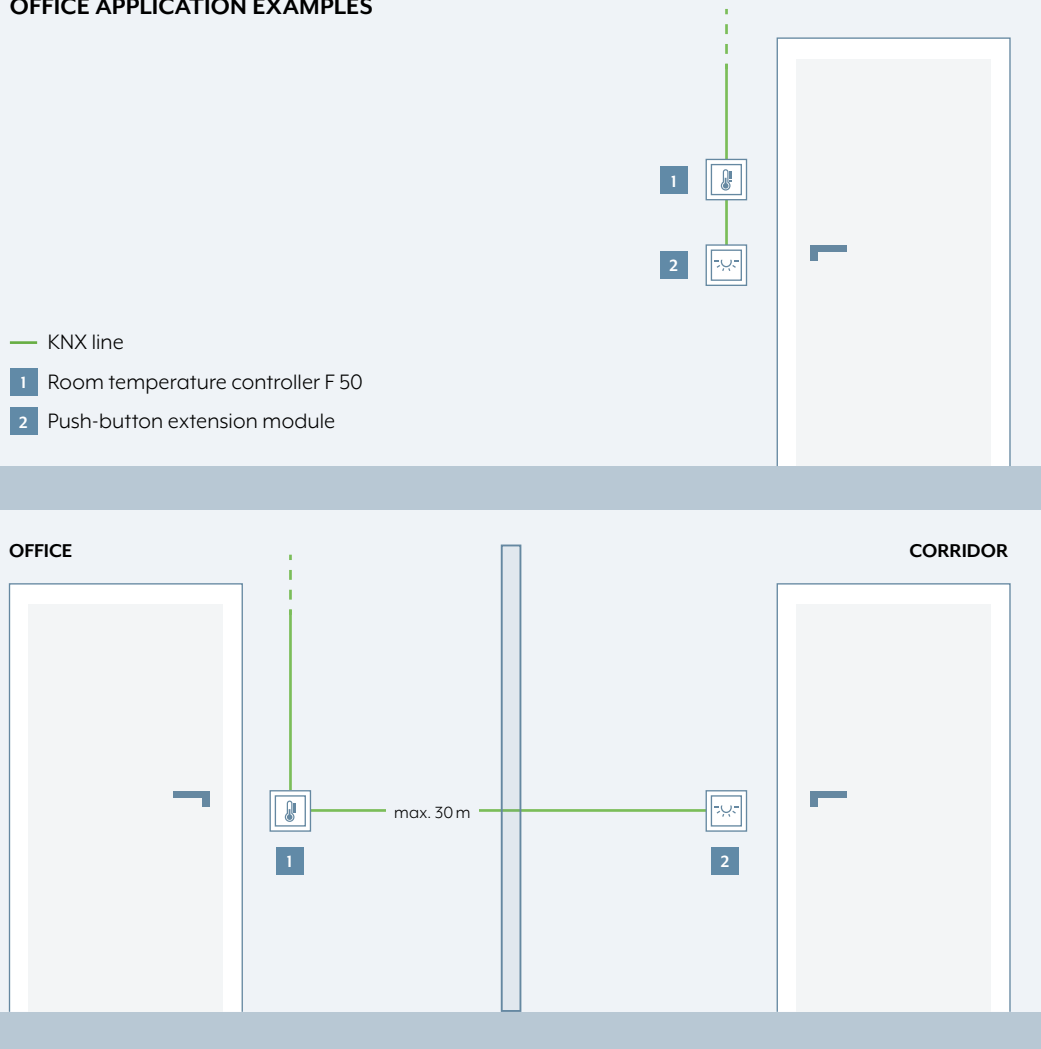 OFFICE APPLICATION EXAMPLES
1
2
KNX line
1 Room temperature controller F 50
2 Push-button extension module
OFFICE
CORRIDOR
max. 30 m
1
2